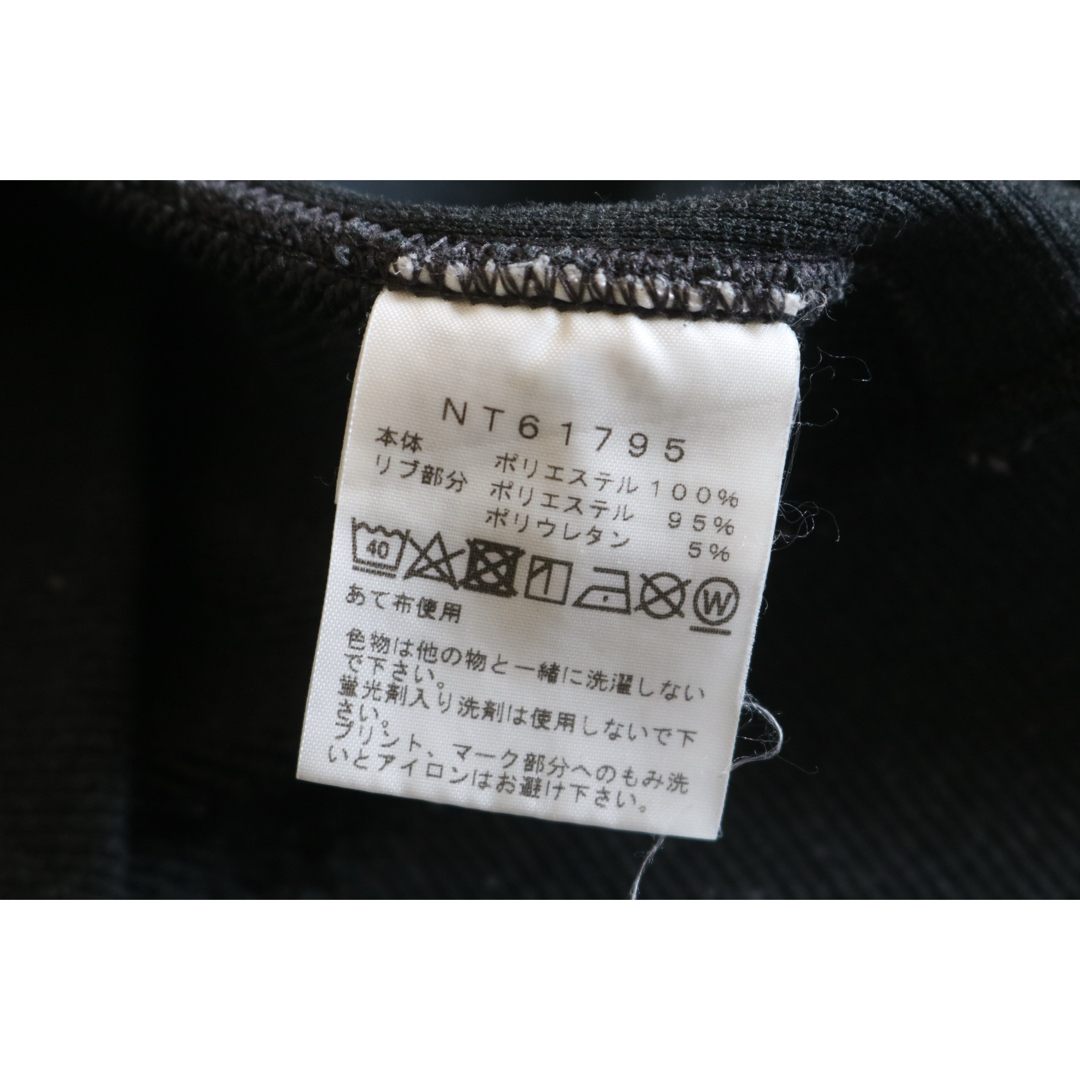 NT61795
本体 ポリエステル 100%
リブ部分 ポリエステル 95%
ポリウレタン 5%
40 W
あて布使用
色物は他の物と一緒に洗濯しない
で下さい。
蛍光剤入り洗剤は使用しないで下
さい。
プリント、マーク部分へのもみ洗
いとアイロンはお避け下さい。